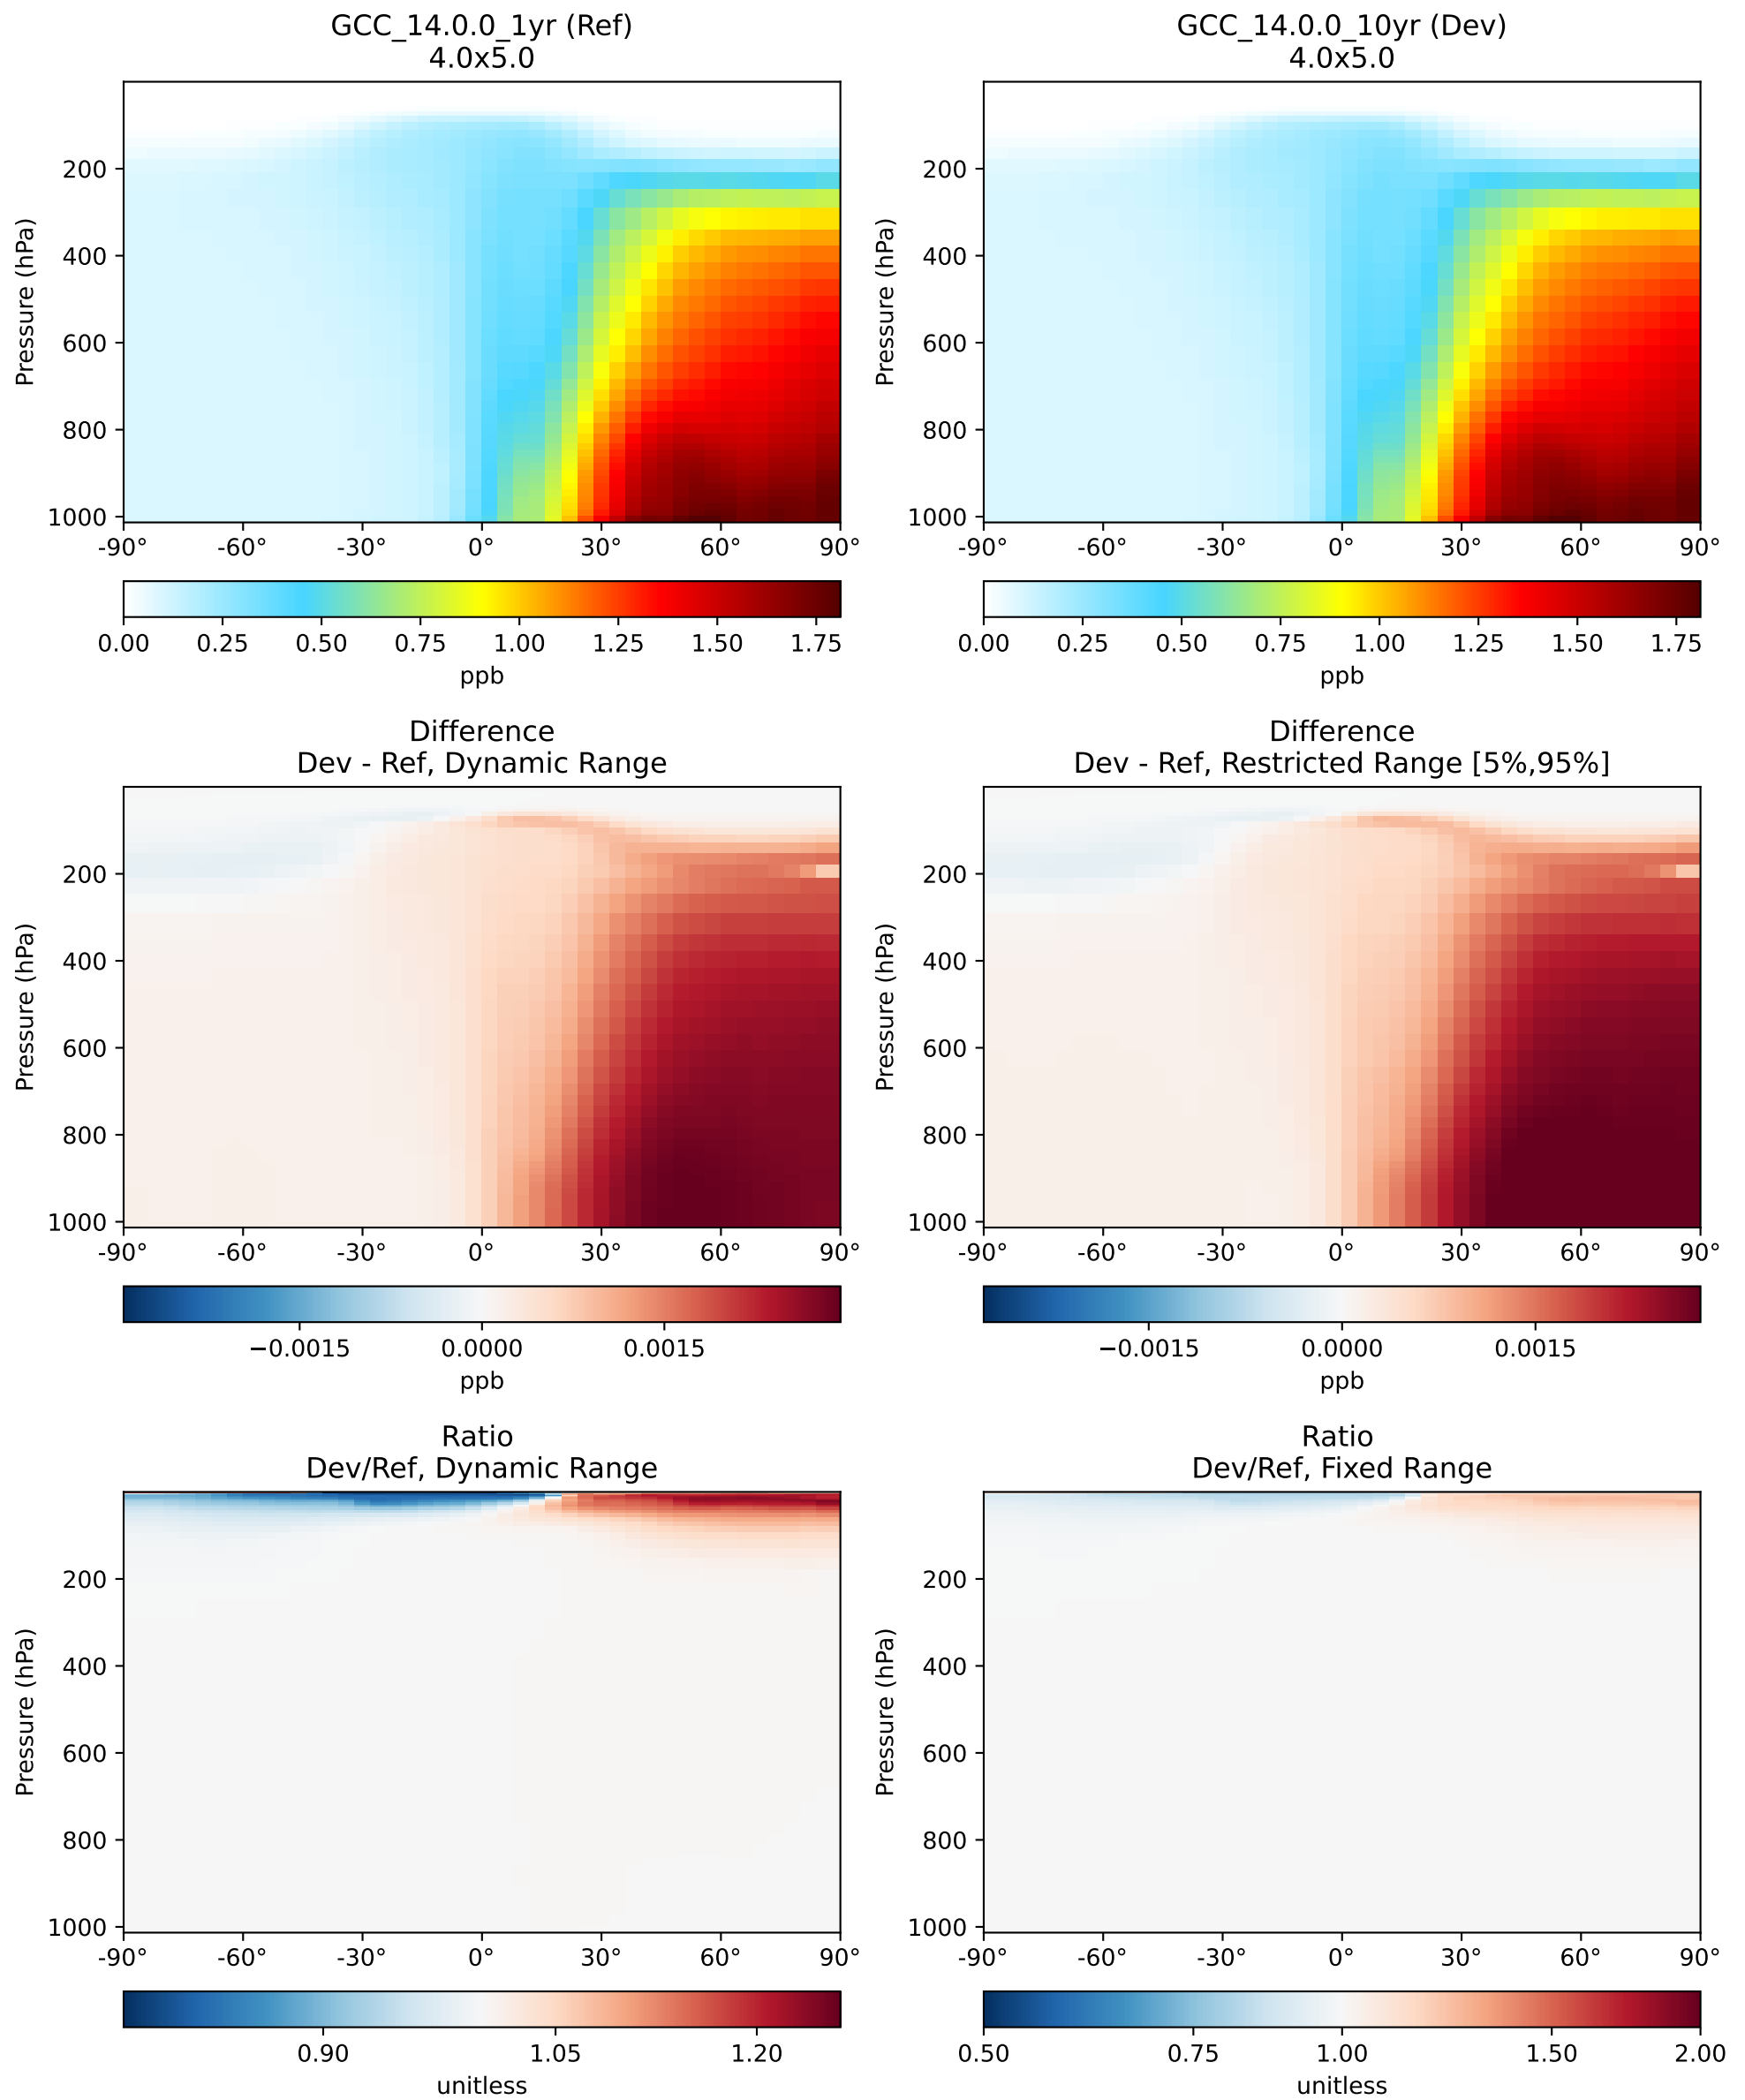 GCC_14.0.0_1yr (Ref)
4.0x5.0
Pressure (hPa)
200
400
600
800
1000
-90° -60° -30° 0° 30° 60° 90°
0.00 0.25 0.50 0.75 1.00 1.25 1.50 1.75
ppb
GCC_14.0.0_10yr (Dev)
4.0x5.0
Pressure (hPa)
200
400
600
800
1000
-90° -60° -30° 0° 30° 60° 90°
0.00 0.25 0.50 0.75 1.00 1.25 1.50 1.75
ppb
Difference
Dev - Ref, Dynamic Range
Pressure (hPa)
200
400
600
800
1000
-90° -60° -30° 0° 30° 60° 90°
−0.0015 0.0000 0.0015
ppb
Difference
Dev - Ref, Restricted Range [5%,95%]
Pressure (hPa)
200
400
600
800
1000
-90° -60° -30° 0° 30° 60° 90°
−0.0015 0.0000 0.0015
ppb
Ratio
Dev/Ref, Dynamic Range
Pressure (hPa)
200
400
600
800
1000
-90° -60° -30° 0° 30° 60° 90°
0.90 1.05 1.20
unitless
Ratio
Dev/Ref, Fixed Range
Pressure (hPa)
200
400
600
800
1000
-90° -60° -30° 0° 30° 60° 90°
0.50 0.75 1.00 1.50 2.00
unitless